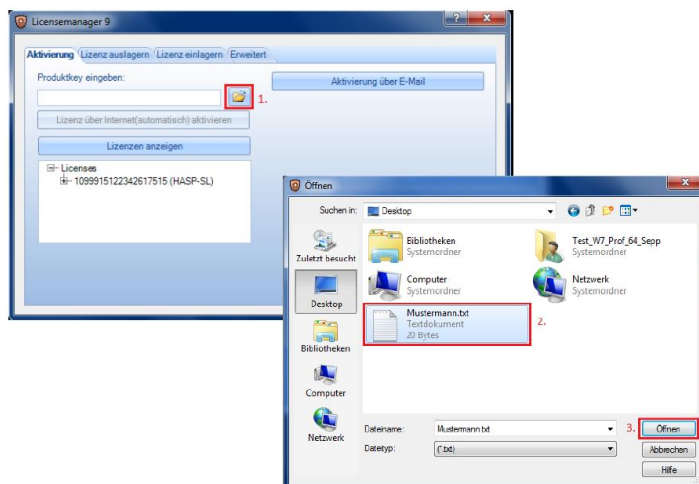 Licensemanager 9
Aktivierung Lizenz auslagern Lizenz einlagern Erweitert
Produktkey eingeben:
1.
Aktivierung über E-Mail
Lizenz über Internet(automatisch) aktivieren
Lizenzen anzeigen
Licenses
1099915122342617515 (HASP-SL)
Öffnen
Suchen in: Desktop
Zuletzt besucht
Desktop
Bibliotheken
Computer
Netzwerk
Bibliotheken
Systemordner
Test_W7_Prof_64_Sepp
Systemordner
Computer
Systemordner
Netzwerk
Systemordner
Mustermann.txt
Textdokument
20 Bytes
2.
Dateiname: Mustermann.txt
3. Öffnen
Dateityp: (*.txt)
Abbrechen
Hilfe